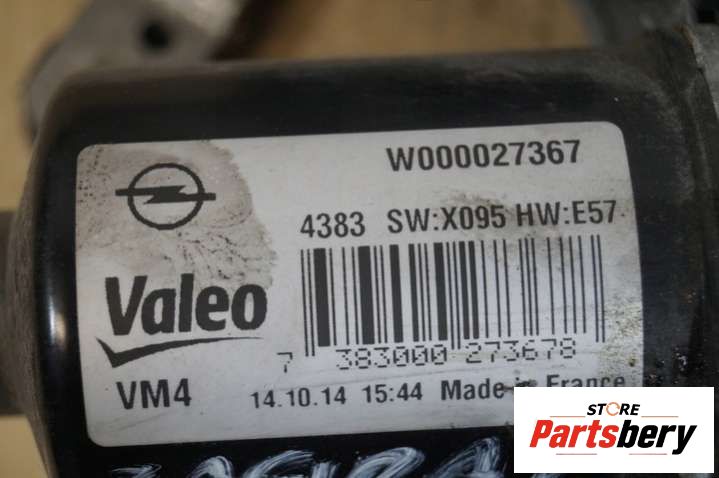 W000027367
4383 SW:X095 HW:E57
Valeo
7 383000 273678
VM4
14.10.14 15:44 Made in France
STORE
Partsbery